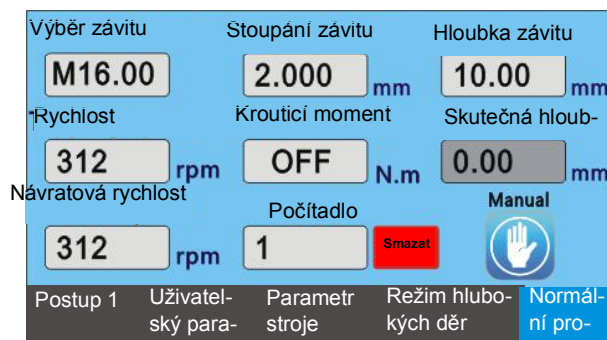 Výběr závitu Stoupání závitu Hloubka závitu
M16.00 2.000 mm 10.00 mm
Rychlost Krouticí moment Skutečná hloub-
312 rpm OFF N.m 0.00 mm
Návratová rychlost Počítadlo Manual
312 rpm 1 Smazat
Postup 1 Uživatel- Parametr Režim hlubo- Normál-
ský para- stroje kých děr ní pro-